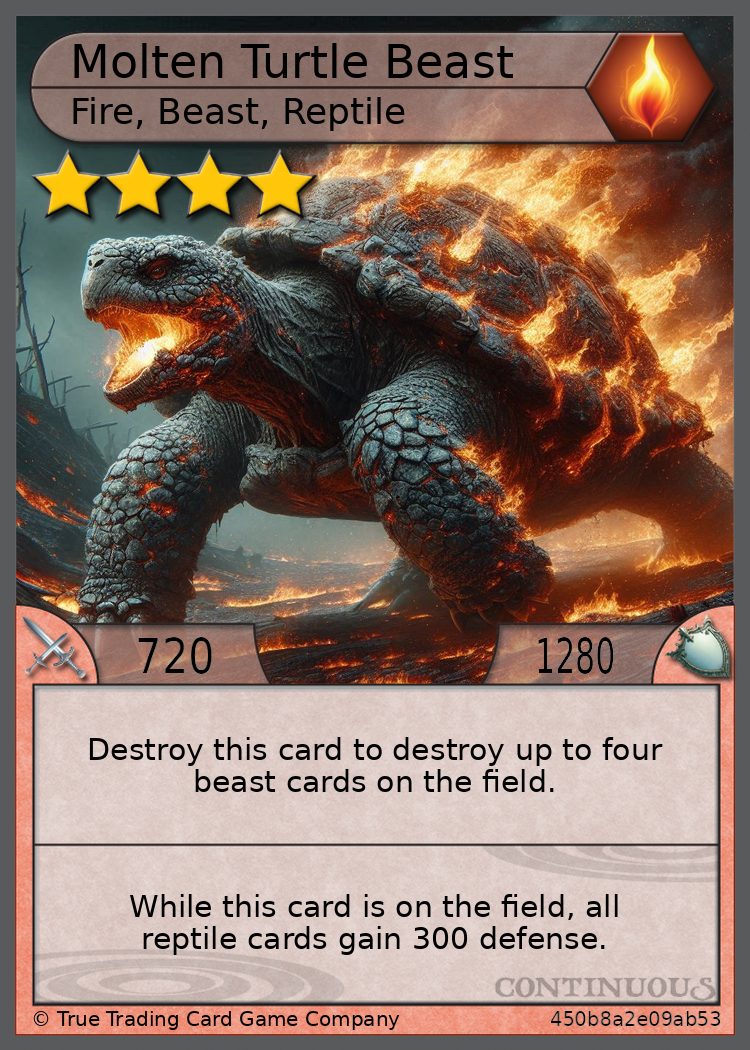 Molten Turtle Beast
Fire, Beast, Reptile
720
1280
Destroy this card to destroy up to four
beast cards on the field.
While this card is on the field, all
reptile cards gain 300 defense.
CONTINUOUS
© True Trading Card Game Company
450b8a2e09ab53